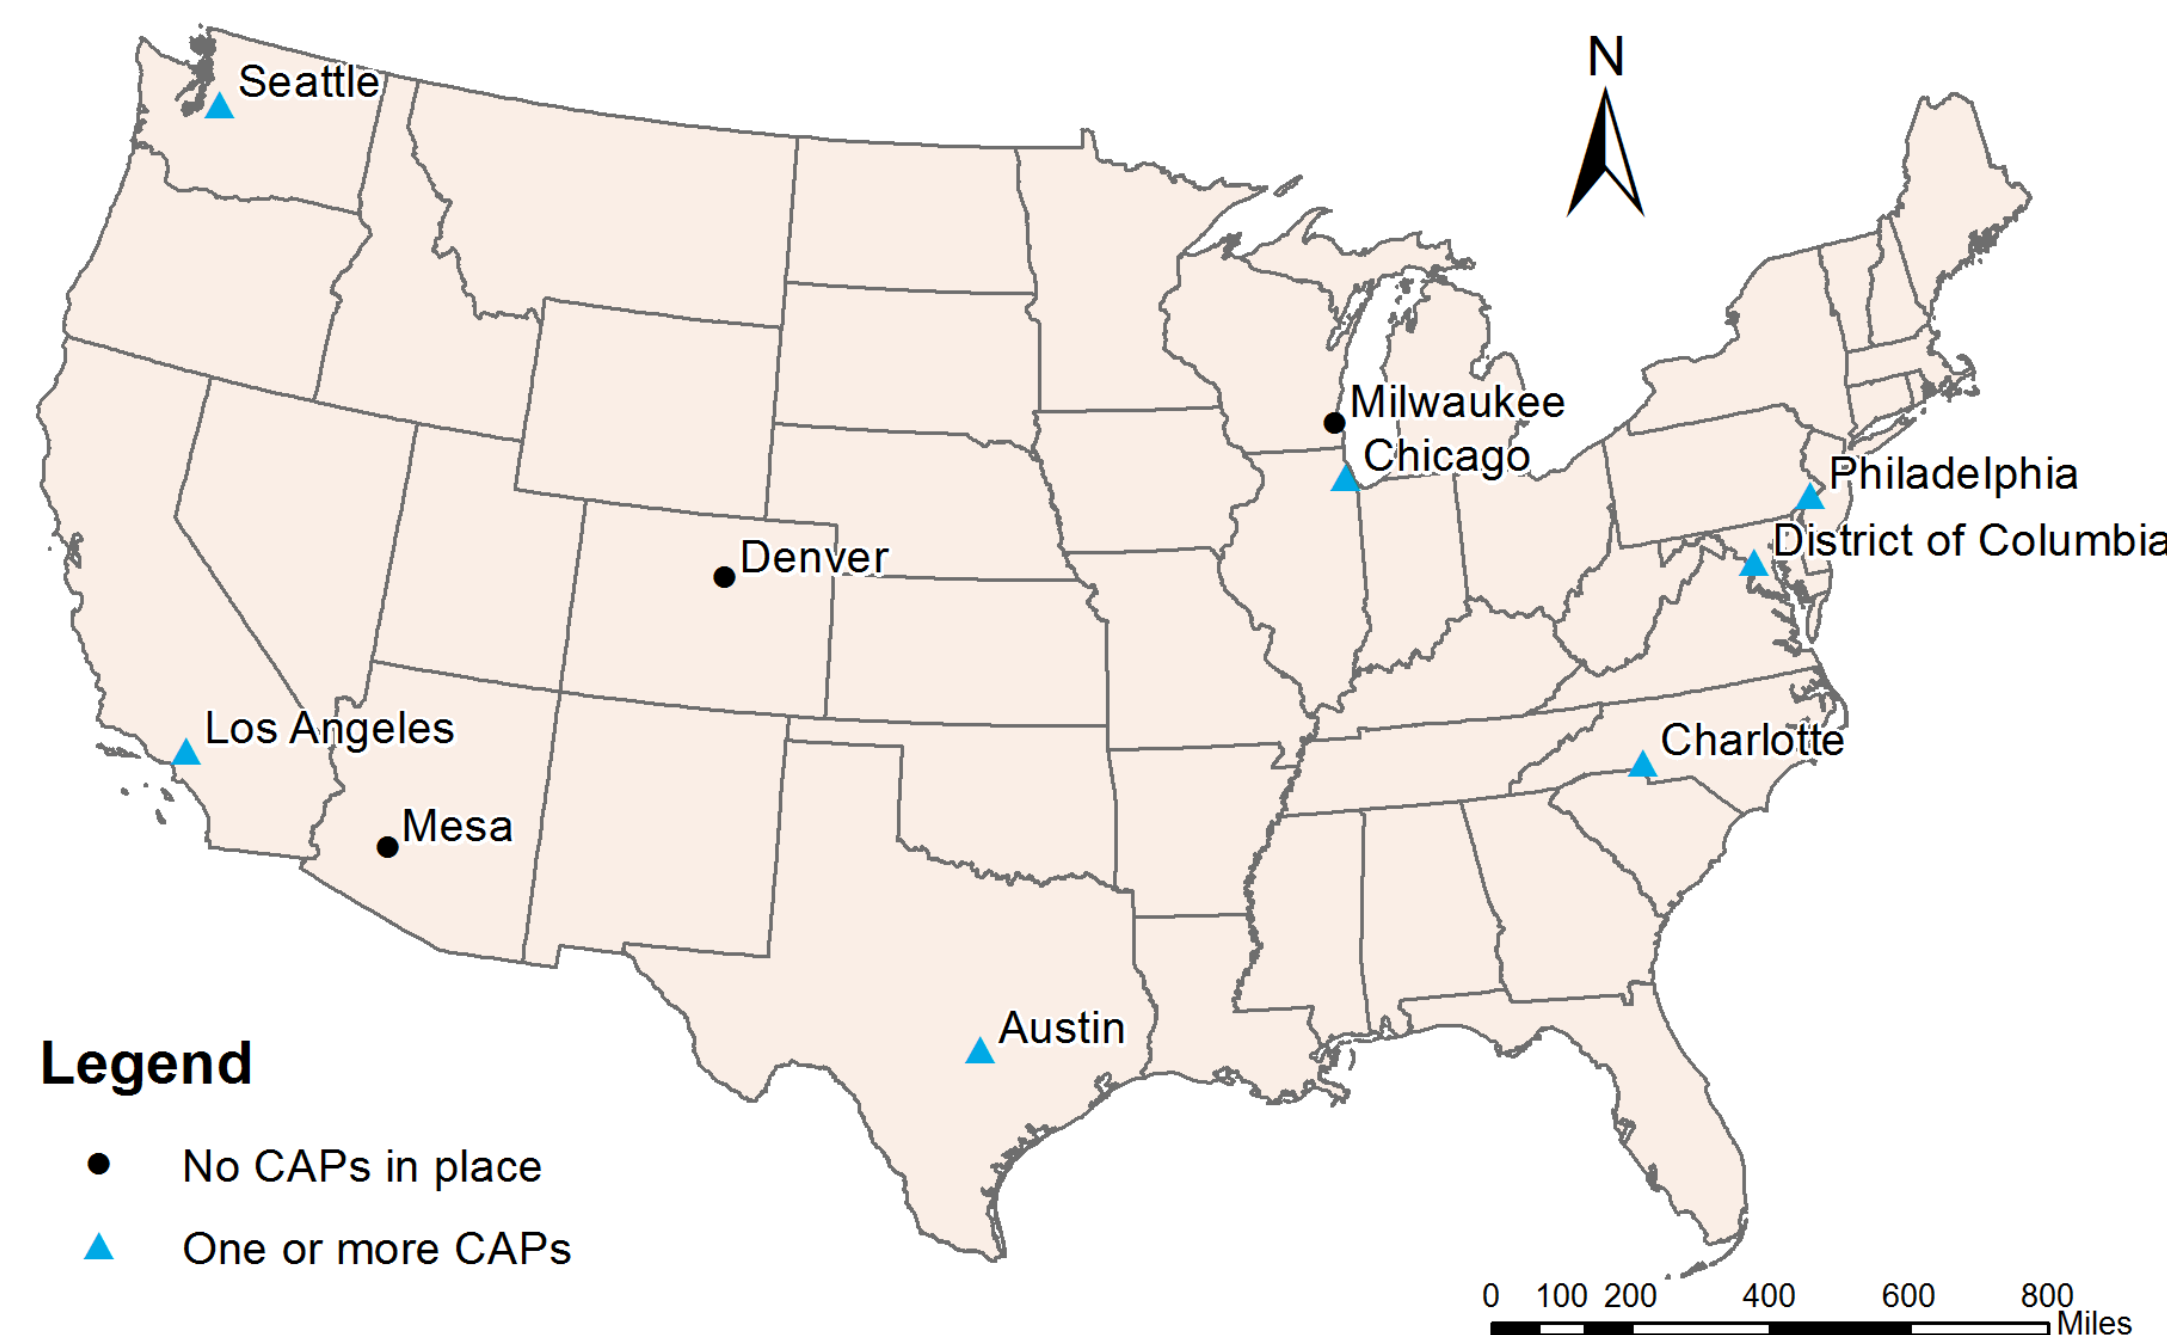 N
Seattle
Milwaukee
Chicago
Philadelphia
District of Columbia
Denver
Los Angeles
Charlotte
Mesa
Austin
Legend
No CAPs in place
One or more CAPs
0 100 200 400 600 800
Miles